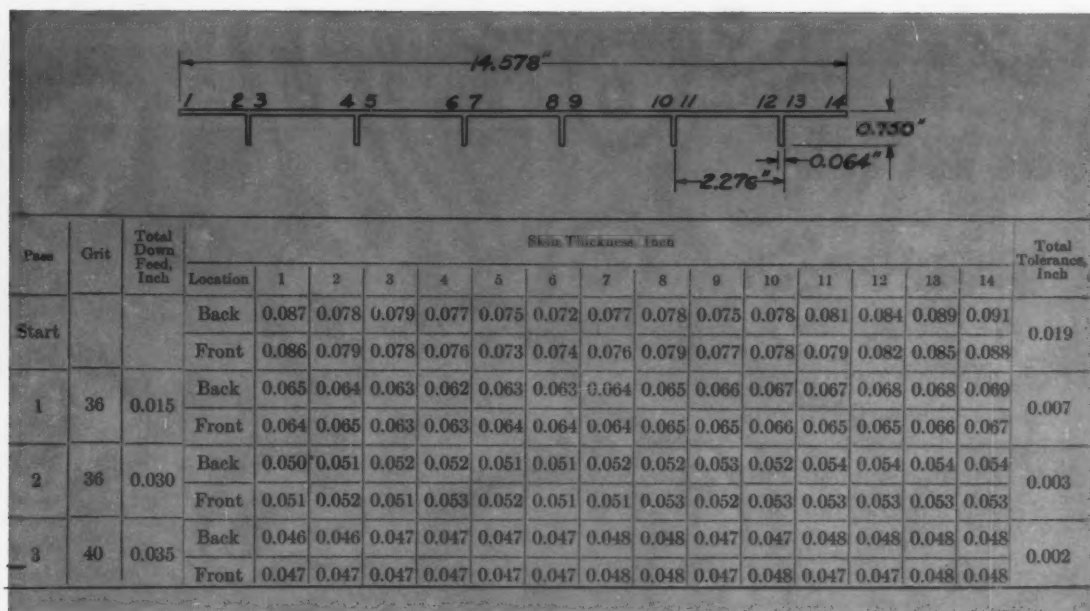 14.578"
1 2 3 4 5 6 7 8 9 10 11 12 13 14
0.750"
0.064"
2.276"
Pass Grit Total Down Feed, Inch Skin Thickness, Inch Total Tolerance, Inch
Location 1 2 3 4 5 6 7 8 9 10 11 12 13 14
Start Back 0.087 0.078 0.079 0.077 0.075 0.072 0.077 0.078 0.075 0.078 0.081 0.084 0.089 0.091 0.019
Front 0.086 0.079 0.078 0.076 0.073 0.074 0.076 0.079 0.077 0.078 0.079 0.082 0.085 0.088
1 36 0.015 Back 0.065 0.064 0.063 0.062 0.063 0.063 0.064 0.065 0.066 0.067 0.067 0.068 0.068 0.069 0.007
Front 0.064 0.065 0.063 0.063 0.064 0.064 0.064 0.065 0.065 0.066 0.065 0.065 0.066 0.067
2 36 0.030 Back 0.050 0.051 0.052 0.052 0.051 0.051 0.052 0.052 0.053 0.052 0.054 0.054 0.054 0.054 0.003
Front 0.051 0.052 0.051 0.053 0.052 0.051 0.051 0.053 0.052 0.053 0.053 0.053 0.053 0.053
3 40 0.035 Back 0.046 0.046 0.047 0.047 0.047 0.047 0.048 0.048 0.047 0.047 0.048 0.048 0.048 0.048 0.002
Front 0.047 0.047 0.047 0.047 0.047 0.047 0.048 0.048 0.047 0.048 0.047 0.047 0.048 0.048